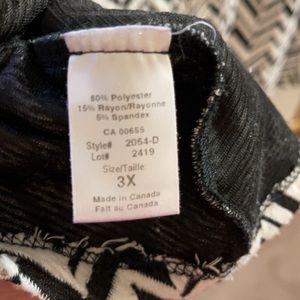 80% Polyester
15% Rayon/Rayonne
5% Spandex
CA 00655
Style# 2054-D
Lot# 2419
Size/Taille:
3X
Made in Canada
Fait au Canada